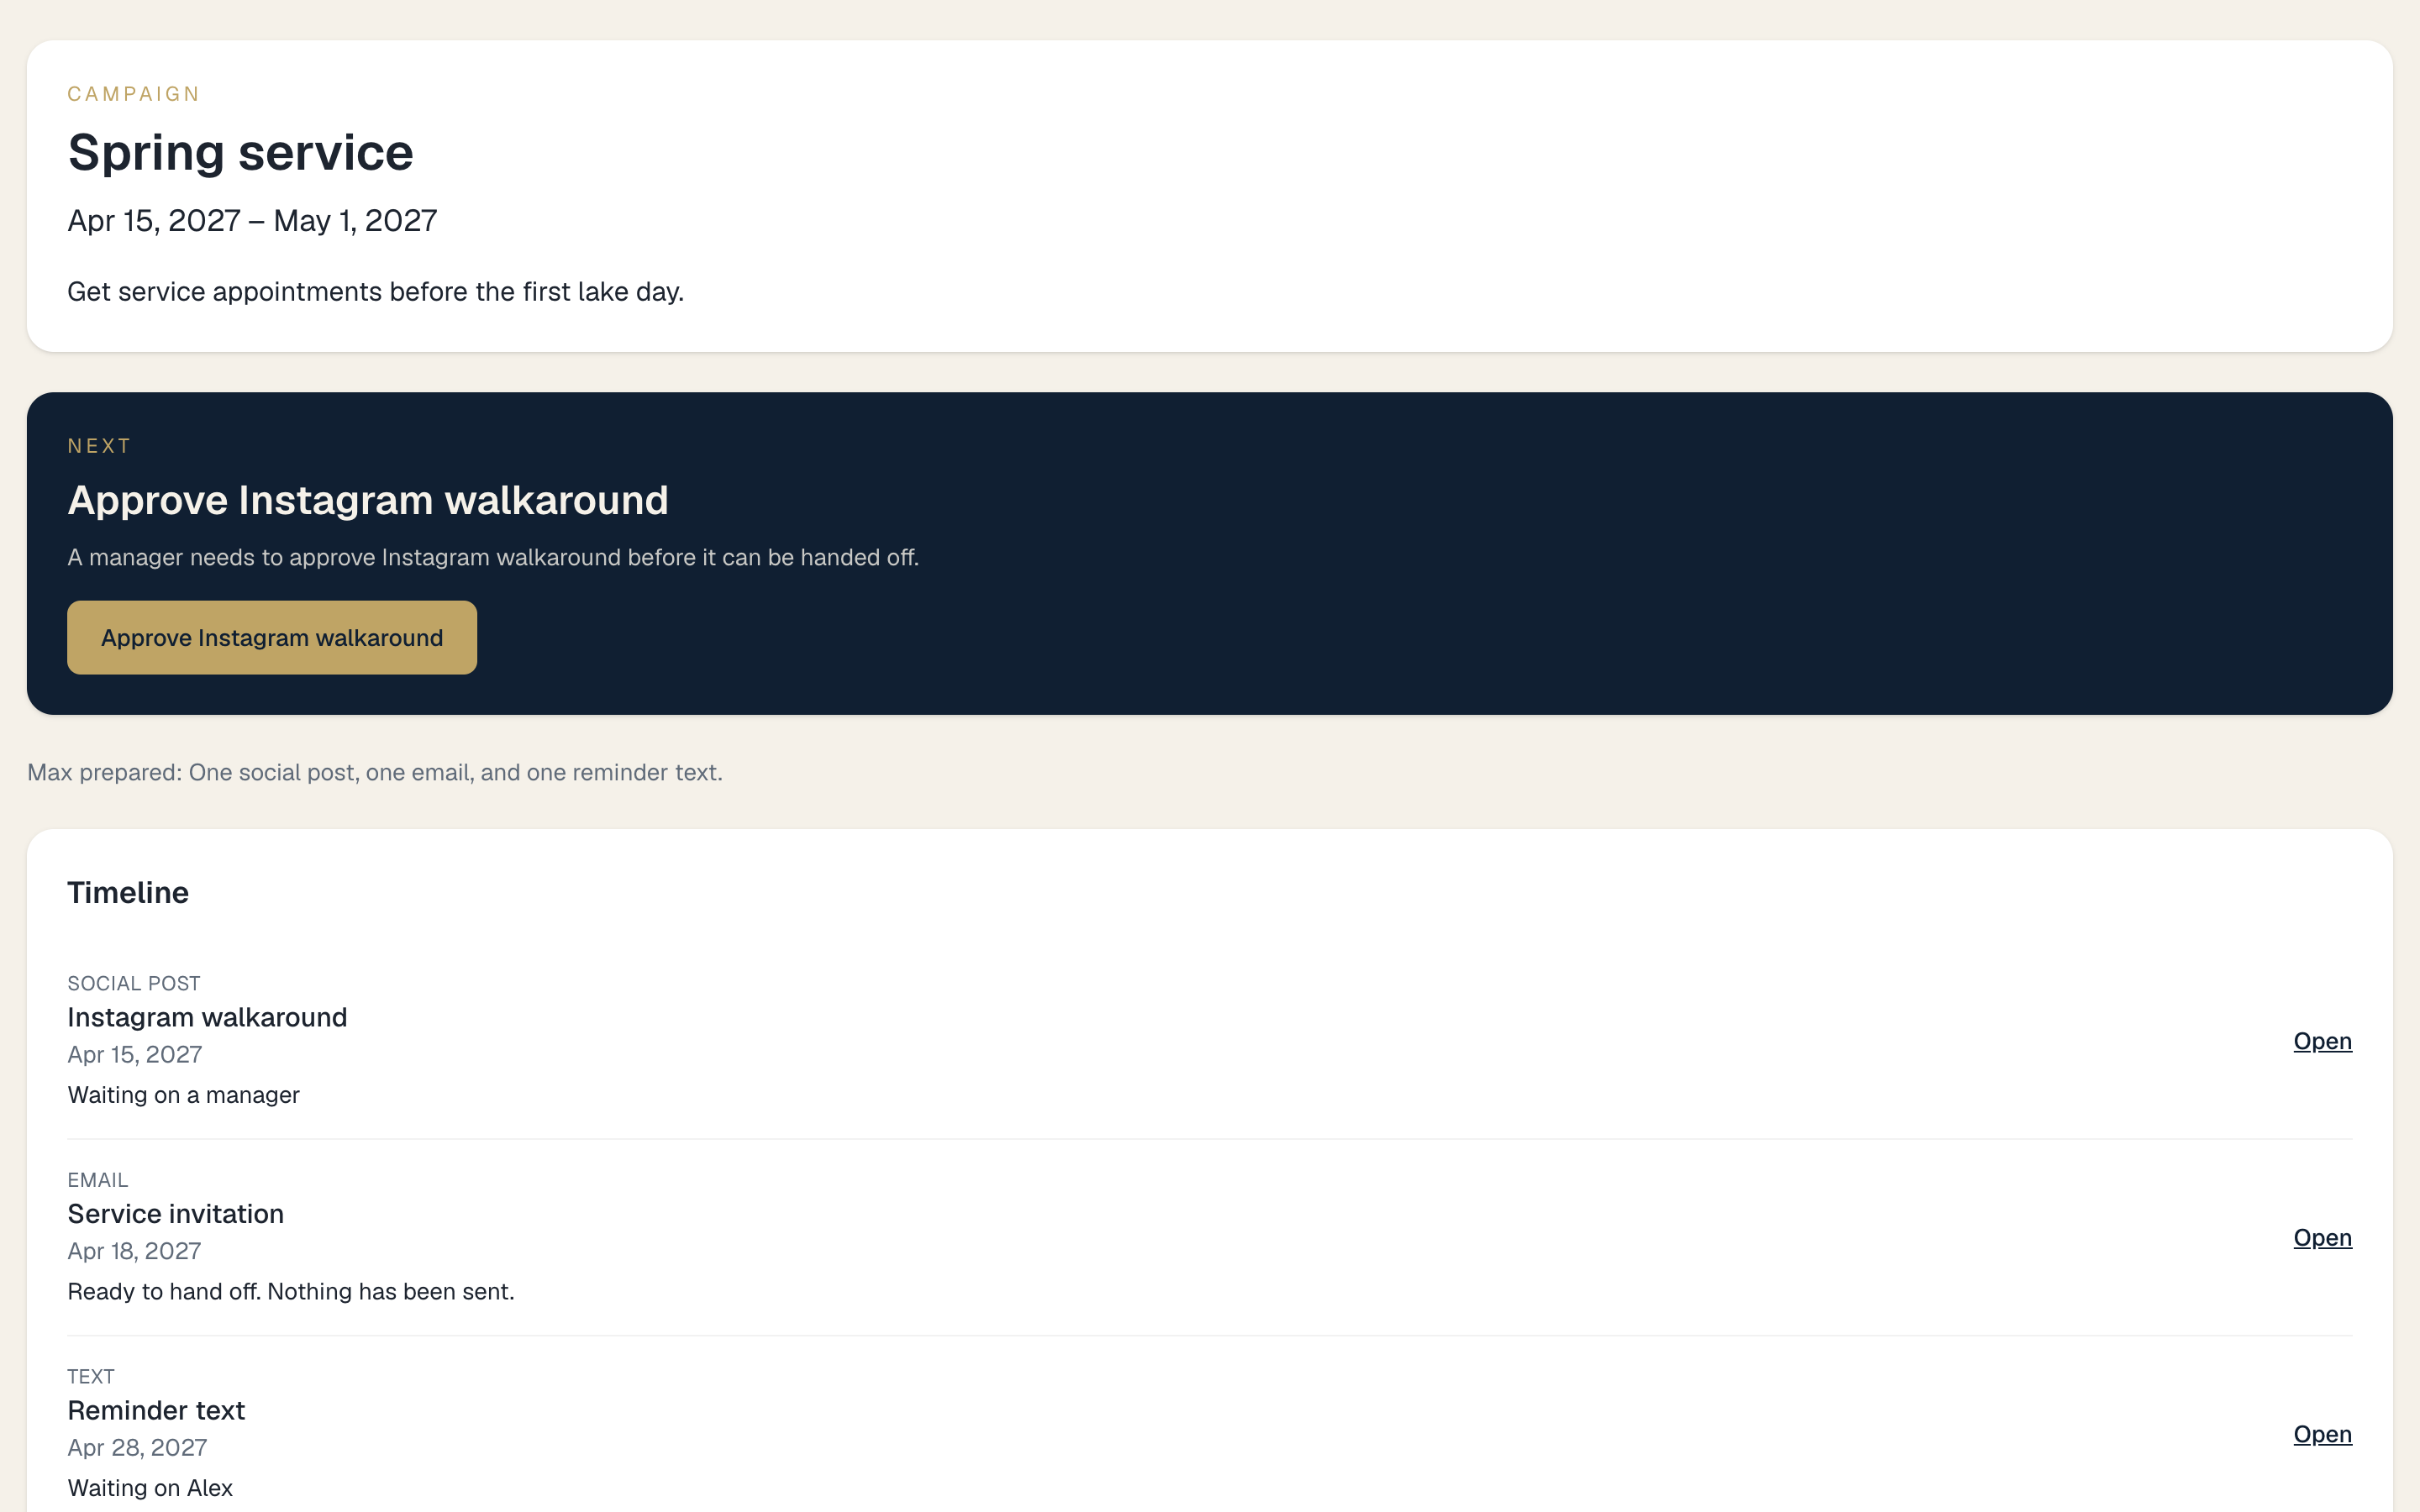 CAMPAIGN
Spring service
Apr 15, 2027 – May 1, 2027
Get service appointments before the first lake day.
NEXT
Approve Instagram walkaround
A manager needs to approve Instagram walkaround before it can be handed off.
Approve Instagram walkaround
Max prepared: One social post, one email, and one reminder text.
Timeline
SOCIAL POST
Instagram walkaround
Apr 15, 2027
Waiting on a manager
Open
EMAIL
Service invitation
Apr 18, 2027
Ready to hand off. Nothing has been sent.
Open
TEXT
Reminder text
Apr 28, 2027
Waiting on Alex
Open